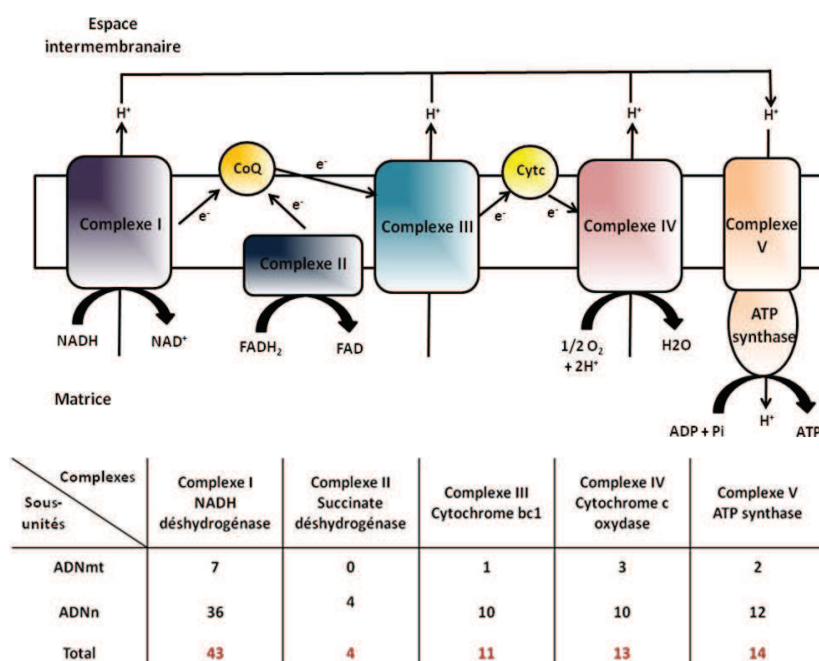 Espace
intermembranaire
H⁺ H⁺ H⁺ H⁺
CoQ e⁻ Cytc
Complexe I e⁻ e⁻ Complexe III e⁻ e⁻ Complexe IV Complexe
V
Complexe II
ATP
synthase
NADH NAD⁺ FADH₂ FAD 1/2 O₂
+ 2H⁺ H2O
Matrice
H⁺
ADP + Pi ATP
Complexes
Sous-
unités
Complexe I
NADH
déshydrogénase
Complexe II
Succinate
déshydrogénase
Complexe III
Cytochrome bc1
Complexe IV
Cytochrome c
oxydase
Complexe V
ATP synthase
ADNmt 7 0 1 3 2
ADNn 36 4 10 10 12
Total 43 4 11 13 14